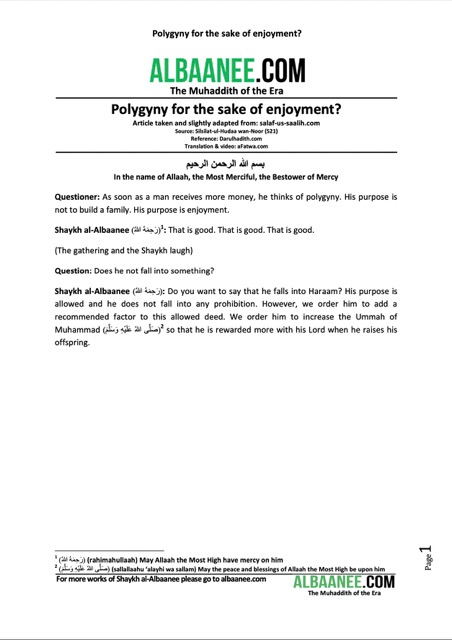 Polygyny for the sake of enjoyment?
ALBAANEE.COM
The Muhaddith of the Era
Polygyny for the sake of enjoyment?
Article taken and slightly adapted from: salaf-us-saalih.com
Source: Silsilat-ul-Hudaa wan-Noor (521)
Reference: Darulhadith.com
Translation & video: aFatwa.com
بسم الله الرحمن الرحيم
In the name of Allaah, the Most Merciful, the Bestower of Mercy
Questioner: As soon as a man receives more money, he thinks of polygyny. His purpose is
not to build a family. His purpose is enjoyment.
Shaykh al-Albaanee (رَحِمَهُ اللهُ)¹: That is good. That is good. That is good.
(The gathering and the Shaykh laugh)
Question: Does he not fall into something?
Shaykh al-Albaanee (رَحِمَهُ اللهُ): Do you want to say that he falls into Haraam? His purpose is
allowed and he does not fall into any prohibition. However, we order him to add a
recommended factor to this allowed deed. We order him to increase the Ummah of
Muhammad (صَلَّى اللهُ عَلَيْهِ وَسَلَّمَ)² so that he is rewarded more with his Lord when he raises his
offspring.
¹ (رَحِمَهُ اللهُ) (rahimahullaah) May Allaah the Most High have mercy on him
² (صَلَّى اللهُ عَلَيْهِ وَسَلَّمَ) (sallallaahu 'alayhi wa sallam) May the peace and blessings of Allaah the Most High be upon him
For more works of Shaykh al-Albaanee please go to albaanee.com
ALBAANEE.COM
The Muhaddith of the Era
Page 1